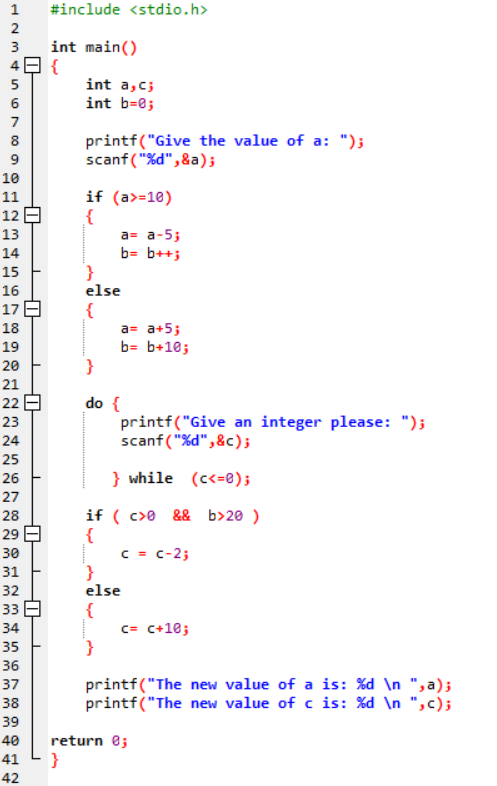 1 #include <stdio.h>
2
3 int main()
4 {
5 int a,c;
6 int b=0;
7
8 printf("Give the value of a: ");
9 scanf("%d",&a);
10
11 if (a>=10)
12 {
13 a= a-5;
14 b= b++;
15 }
16 else
17 {
18 a= a+5;
19 b= b+10;
20 }
21
22 do {
23 printf("Give an integer please: ");
24 scanf("%d",&c);
25
26 } while  (c<=0);
27
28 if ( c>0  &&  b>20 )
29 {
30 c = c-2;
31 }
32 else
33 {
34 c= c+10;
35 }
36
37 printf("The new value of a is: %d \n ",a);
38 printf("The new value of c is: %d \n ",c);
39
40 return 0;
41 }
42